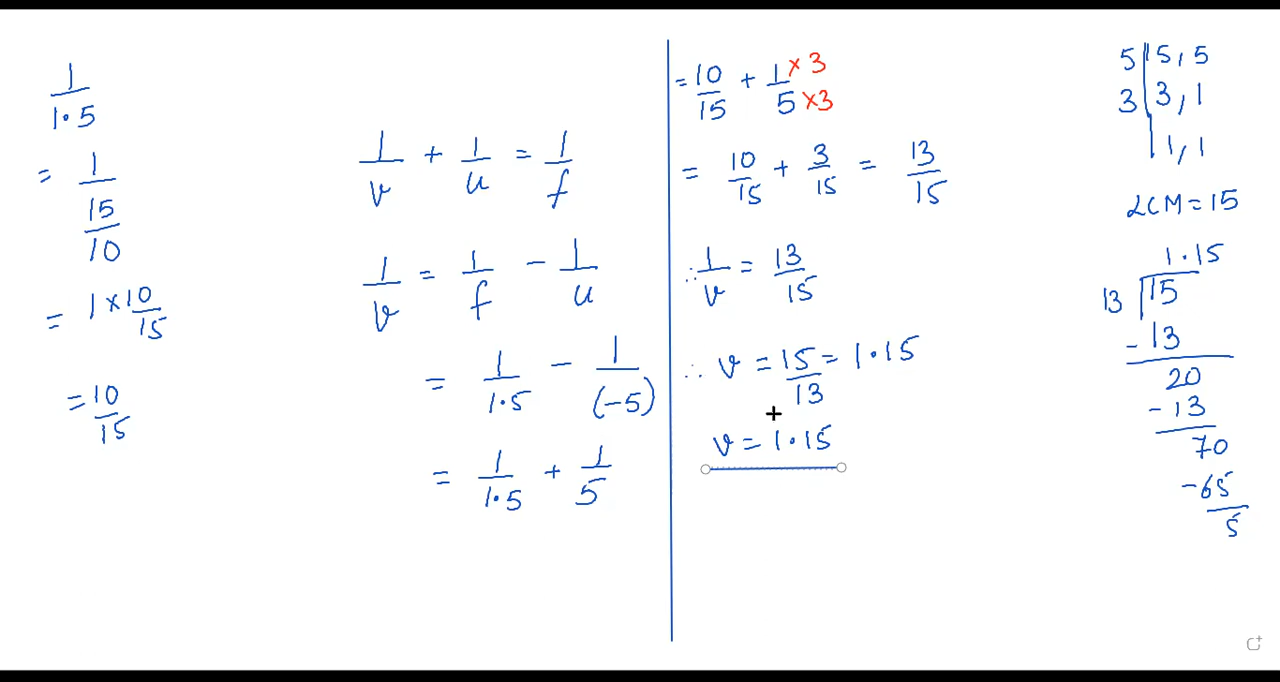 1/1.5
= 1/(15/10)
= 1 × 10/15
= 10/15
1/v + 1/u = 1/f
1/v = 1/f - 1/u
= 1/1.5 - 1/(-5)
= 1/1.5 + 1/5
= 10/15 + 1/5 ×3 ×3
= 10/15 + 3/15 = 13/15
∴ 1/v = 13/15
∴ v = 15/13 = 1.15
v = 1.15
5 | 15, 5
3 | 3, 1
| 1, 1
LCM = 15
1.15
13 | 15
- 13
20
- 13
70
- 65
5